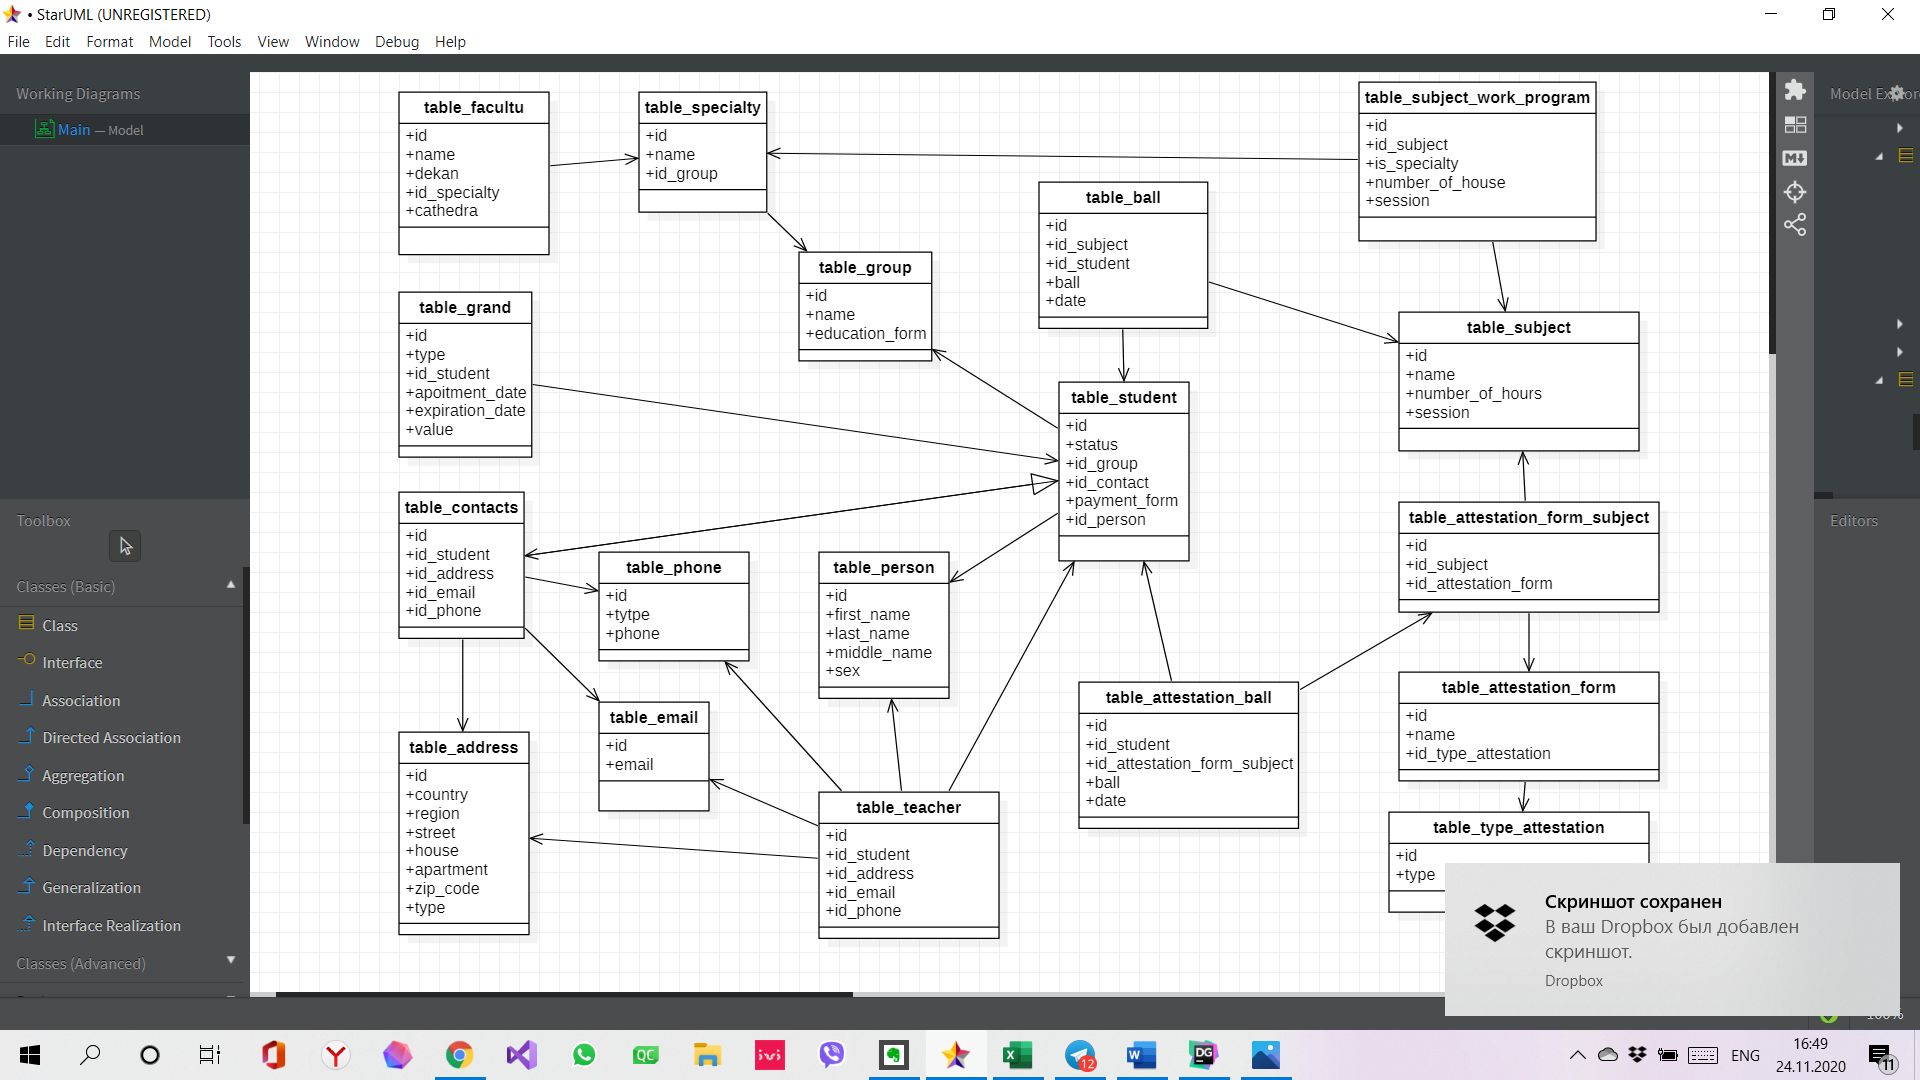 • StarUML (UNREGISTERED)
File Edit Format Model Tools View Window Debug Help
Working Diagrams
Main — Model
Toolbox
Classes (Basic)
Class
Interface
Association
Directed Association
Aggregation
Composition
Dependency
Generalization
Interface Realization
Classes (Advanced)
table_facultu
+id
+name
+dekan
+id_specialty
+cathedra
table_specialty
+id
+name
+id_group
table_subject_work_program
+id
+id_subject
+is_specialty
+number_of_house
+session
table_ball
+id
+id_subject
+id_student
+ball
+date
table_group
+id
+name
+education_form
table_grand
+id
+type
+id_student
+apoitment_date
+expiration_date
+value
table_subject
+id
+name
+number_of_hours
+session
table_student
+id
+status
+id_group
+id_contact
+payment_form
+id_person
table_contacts
+id
+id_student
+id_address
+id_email
+id_phone
table_phone
+id
+tytpe
+phone
table_person
+id
+first_name
+last_name
+middle_name
+sex
table_attestation_form_subject
+id
+id_subject
+id_attestation_form
table_email
+id
+email
table_address
+id
+country
+region
+street
+house
+apartment
+zip_code
+type
table_teacher
+id
+id_student
+id_address
+id_email
+id_phone
table_attestation_ball
+id
+id_student
+id_attestation_form_subject
+ball
+date
table_attestation_form
+id
+name
+id_type_attestation
table_type_attestation
+id
+type
Model Explorer
M
Editors
Скриншот сохранен
В ваш Dropbox был добавлен
скриншот.
Dropbox
100%
QC
ivi
12
W
DG
ENG
16:49
24.11.2020
11